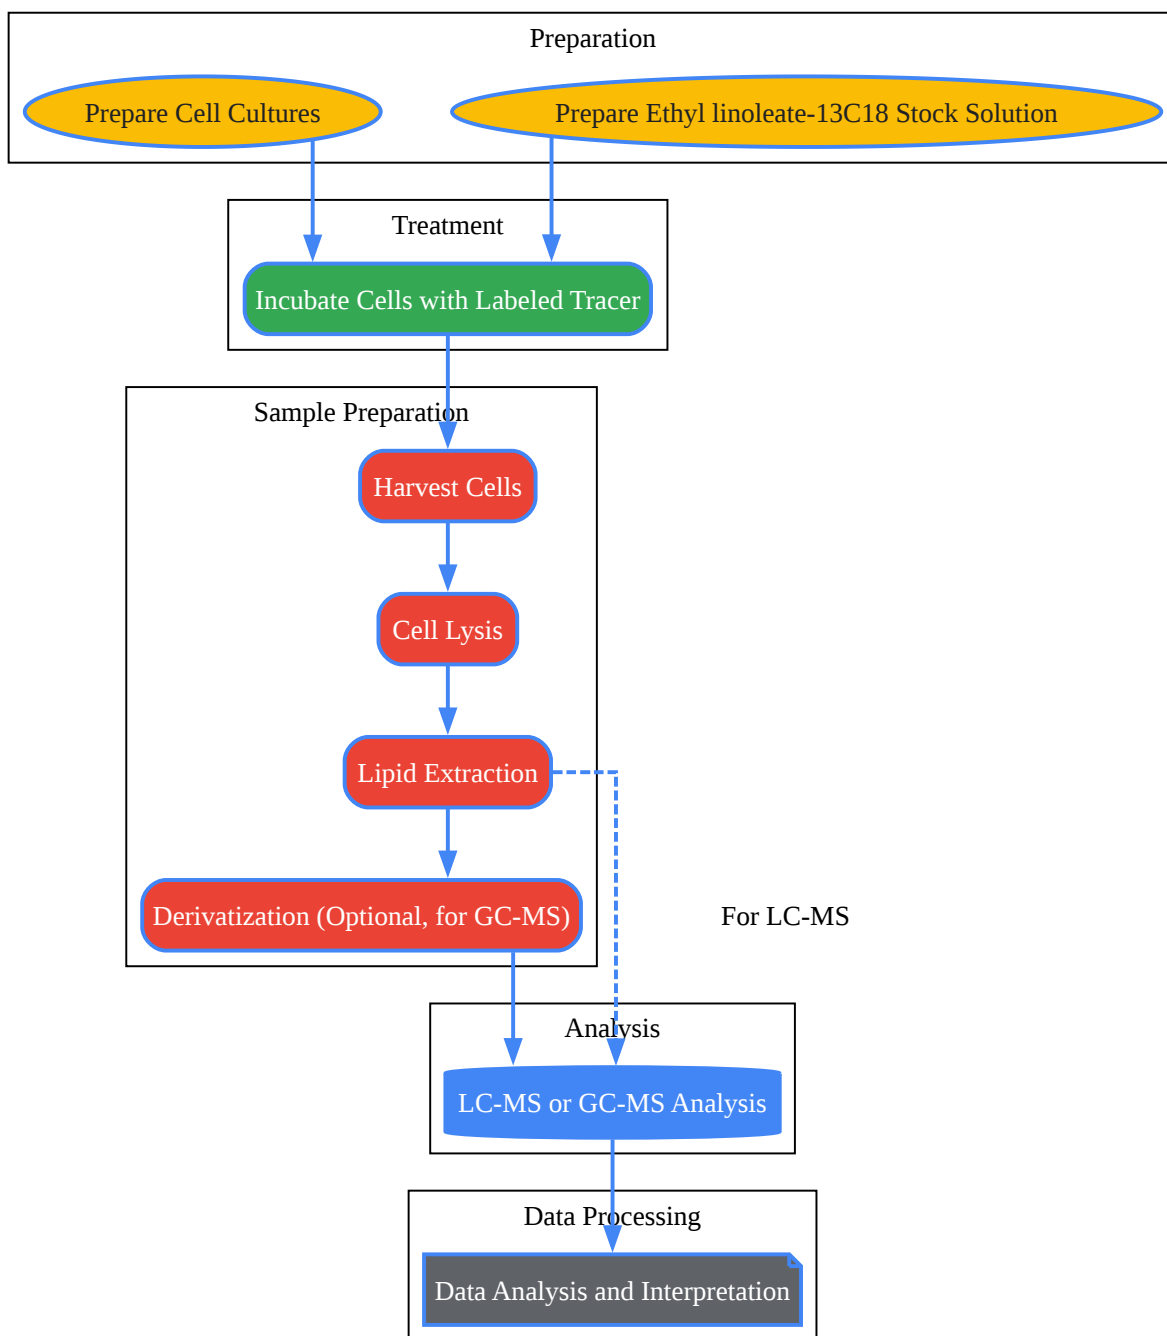 Preparation
Prepare Cell Cultures
Prepare Ethyl linoleate-13C18 Stock Solution
Treatment
Incubate Cells with Labeled Tracer
Sample Preparation
Harvest Cells
Cell Lysis
Lipid Extraction
Derivatization (Optional, for GC-MS)
For LC-MS
Analysis
LC-MS or GC-MS Analysis
Data Processing
Data Analysis and Interpretation